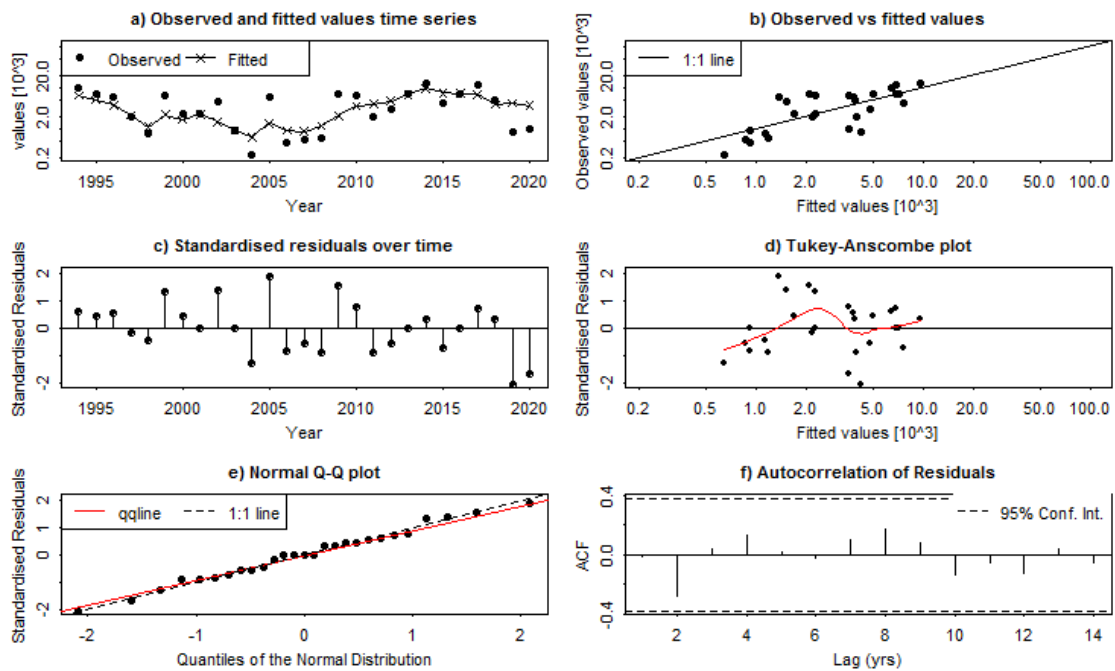 a) Observed and fitted values time series
values [10^3]
20.0
2.0
0.2
Observed
Fitted
1995 2000 2005 2010 2015 2020
Year
b) Observed vs fitted values
Observed values [10^3]
20.0
2.0
0.2
1:1 line
0.2 0.5 1.0 2.0 5.0 10.0 20.0 100.0
Fitted values [10^3]
c) Standardised residuals over time
Standardised Residuals
2
1
0
-2
1995 2000 2005 2010 2015 2020
Year
d) Tukey-Anscombe plot
Standardised Residuals
2
1
0
-2
0.2 0.5 1.0 2.0 5.0 10.0 20.0 100.0
Fitted values [10^3]
e) Normal Q-Q plot
Standardised Residuals
2
1
0
-2
qqline
1:1 line
-2 -1 0 1 2
Quantiles of the Normal Distribution
f) Autocorrelation of Residuals
ACF
0.4
0.0
-0.4
95% Conf. Int.
2 4 6 8 10 12 14
Lag (yrs)